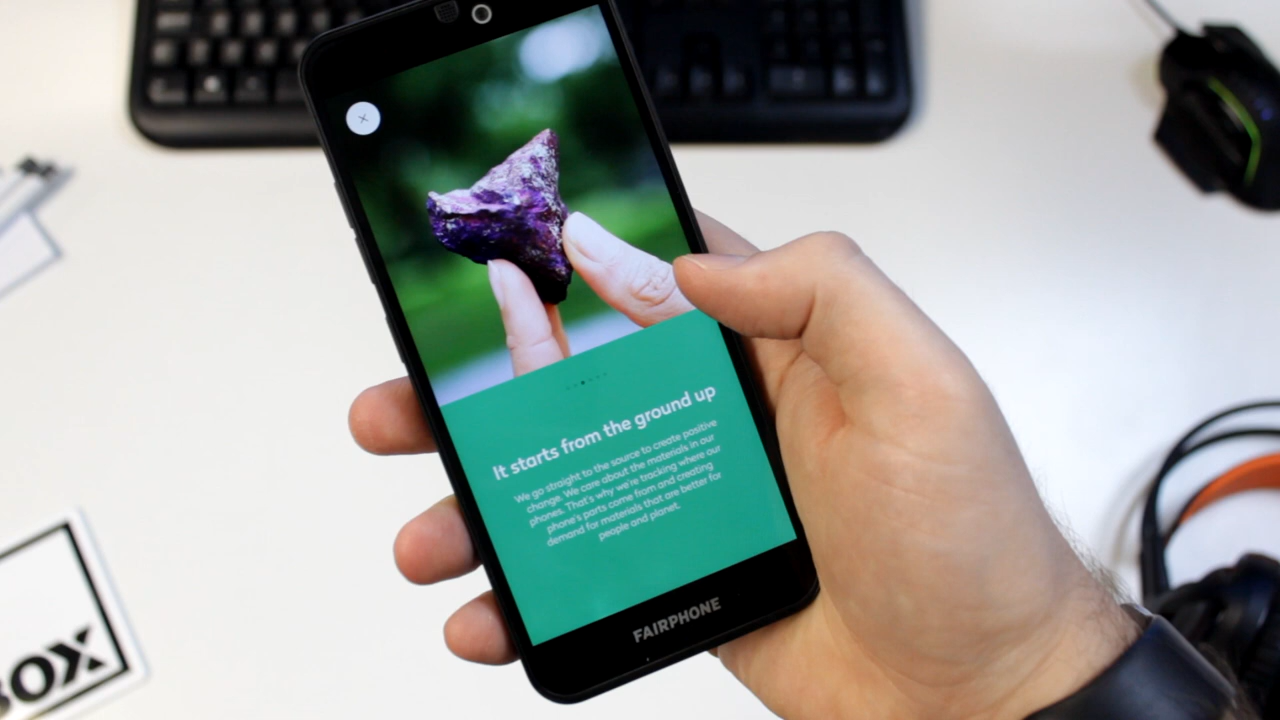 It starts from the ground up
We go straight to the source to create positive
change. We care about the materials in our
phones. That's why we're tracking where our
phone's parts come from and creating
demand for materials that are better for
people and planet.
FAIRPHONE
BOX